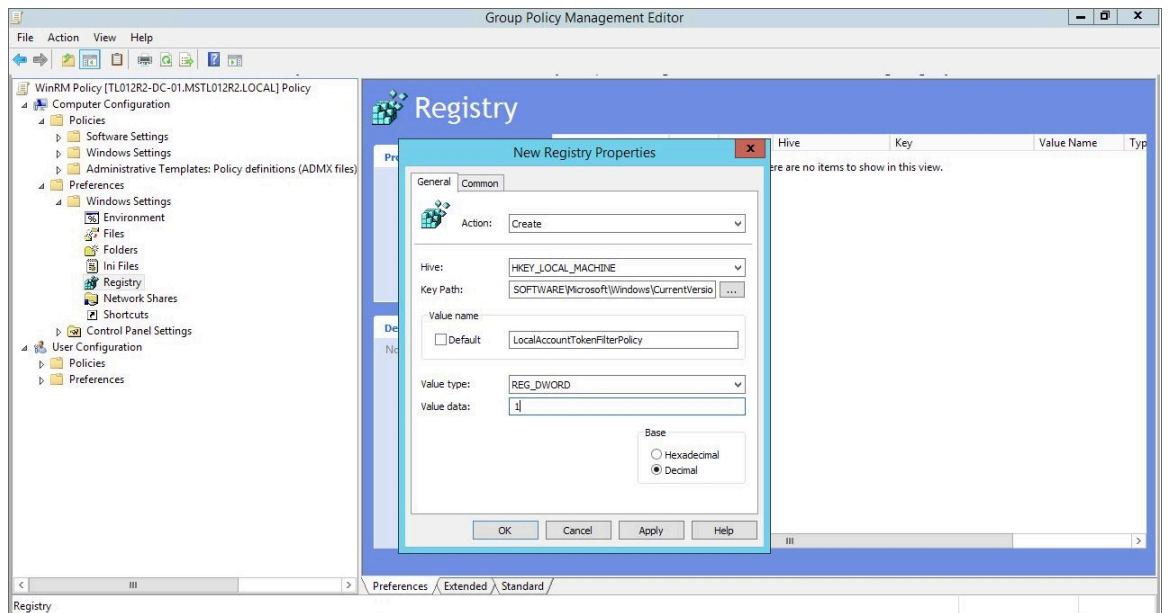 Group Policy Management Editor
File Action View Help
WinRM Policy [TL012R2-DC-01.MSTL012R2.LOCAL] Policy
Computer Configuration
Policies
Software Settings
Windows Settings
Administrative Templates: Policy definitions (ADMX files)
Preferences
Windows Settings
Environment
Files
Folders
Ini Files
Registry
Network Shares
Shortcuts
Control Panel Settings
User Configuration
Policies
Preferences
Registry
Hive Key Value Name Typ
ere are no items to show in this view.
Pro
De
No
New Registry Properties
General Common
Action: Create
Hive: HKEY_LOCAL_MACHINE
Key Path: SOFTWARE\Microsoft\Windows\CurrentVersio ...
Value name
Default LocalAccountTokenFilterPolicy
Value type: REG_DWORD
Value data: 1
Base
Hexadecimal
Decimal
OK Cancel Apply Help
Preferences Extended Standard
Registry